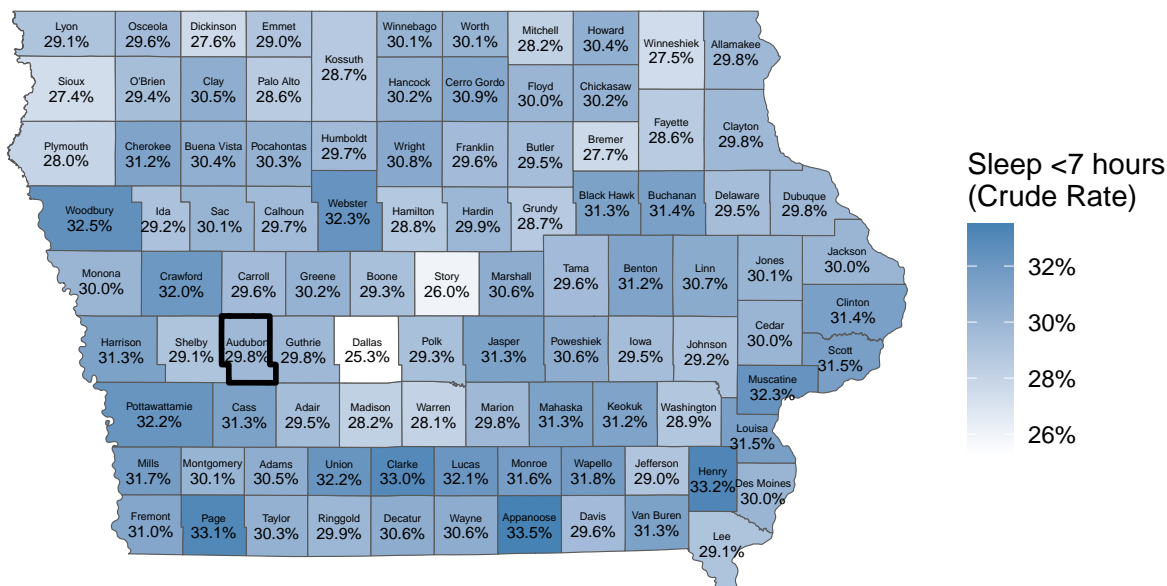 Lyon
29.1%
Osceola
29.6%
Dickinson
27.6%
Emmet
29.0%
Kossuth
28.7%
Winnebago
30.1%
Worth
30.1%
Mitchell
28.2%
Howard
30.4%
Winneshiek
27.5%
Allamakee
29.8%
Sioux
27.4%
O'Brien
29.4%
Clay
30.5%
Palo Alto
28.6%
Hancock
30.2%
Cerro Gordo
30.9%
Floyd
30.0%
Chickasaw
30.2%
Plymouth
28.0%
Cherokee
31.2%
Buena Vista
30.4%
Pocahontas
30.3%
Humboldt
29.7%
Wright
30.8%
Franklin
29.6%
Butler
29.5%
Bremer
27.7%
Fayette
28.6%
Clayton
29.8%
Woodbury
32.5%
Ida
29.2%
Sac
30.1%
Calhoun
29.7%
Webster
32.3%
Hamilton
28.8%
Hardin
29.9%
Grundy
28.7%
Black Hawk
31.3%
Buchanan
31.4%
Delaware
29.5%
Dubuque
29.8%
Monona
30.0%
Crawford
32.0%
Carroll
29.6%
Greene
30.2%
Boone
29.3%
Story
26.0%
Marshall
30.6%
Tama
29.6%
Benton
31.2%
Linn
30.7%
Jones
30.1%
Jackson
30.0%
Clinton
31.4%
Harrison
31.3%
Shelby
29.1%
Audubon
29.8%
Guthrie
29.8%
Dallas
25.3%
Polk
29.3%
Jasper
31.3%
Poweshiek
30.6%
Iowa
29.5%
Johnson
29.2%
Cedar
30.0%
Scott
31.5%
Muscatine
32.3%
Pottawattamie
32.2%
Cass
31.3%
Adair
29.5%
Madison
28.2%
Warren
28.1%
Marion
29.8%
Mahaska
31.3%
Keokuk
31.2%
Washington
28.9%
Louisa
31.5%
Mills
31.7%
Montgomery
30.1%
Adams
30.5%
Union
32.2%
Clarke
33.0%
Lucas
32.1%
Monroe
31.6%
Wapello
31.8%
Jefferson
29.0%
Henry
33.2%
Des Moines
30.0%
Fremont
31.0%
Page
33.1%
Taylor
30.3%
Ringgold
29.9%
Decatur
30.6%
Wayne
30.6%
Appanoose
33.5%
Davis
29.6%
Van Buren
31.3%
Lee
29.1%
Sleep <7 hours
(Crude Rate)
32%
30%
28%
26%